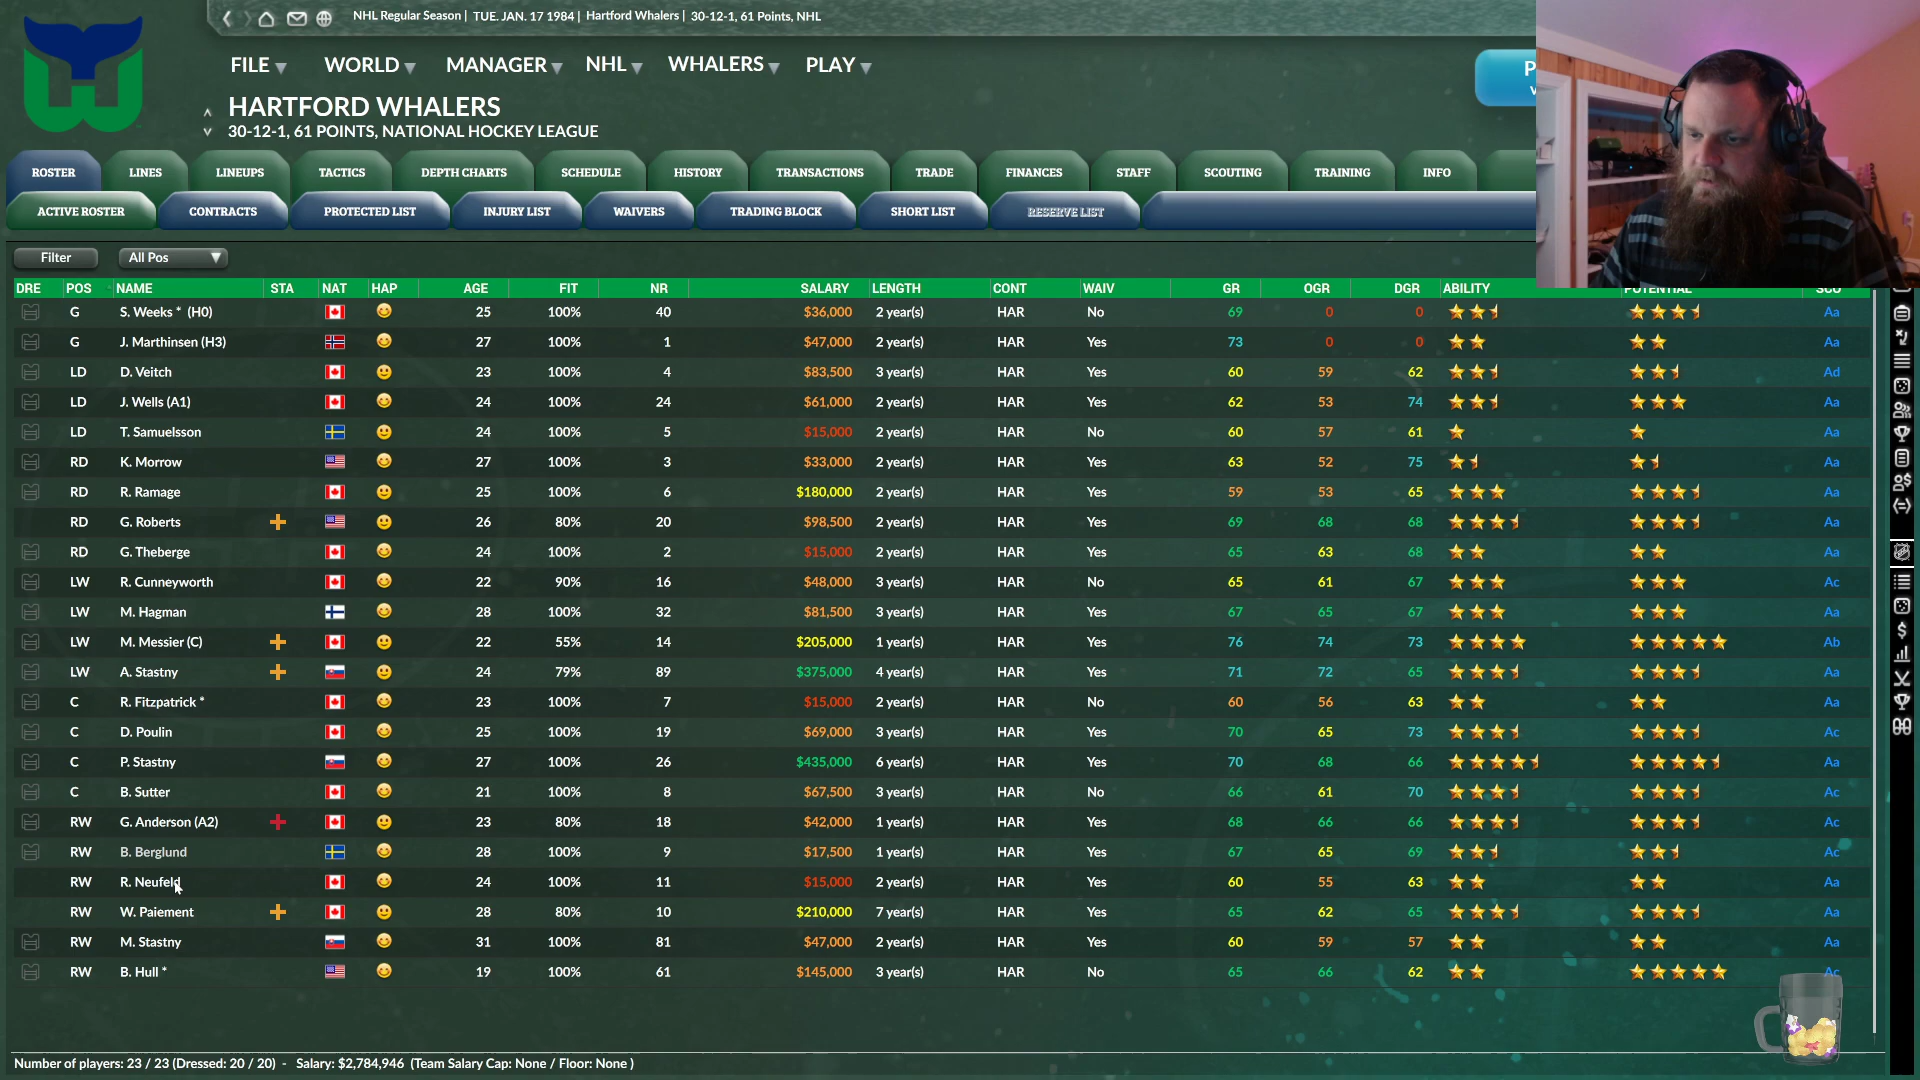 NHL Regular Season | TUE. JAN. 17 1984 | Hartford Whalers | 30-12-1, 61 Points, NHL
FILE WORLD MANAGER NHL WHALERS PLAY
HARTFORD WHALERS
30-12-1, 61 POINTS, NATIONAL HOCKEY LEAGUE
ROSTER LINES LINEUPS TACTICS DEPTH CHARTS SCHEDULE HISTORY TRANSACTIONS TRADE FINANCES STAFF SCOUTING TRAINING INFO
ACTIVE ROSTER CONTRACTS PROTECTED LIST INJURY LIST WAIVERS TRADING BLOCK SHORT LIST RESERVE LIST
Filter All Pos
DRE POS NAME STA NAT HAP AGE FIT NR SALARY LENGTH CONT WAIV GR OGR DGR ABILITY POTENTIAL SCO
G S. Weeks * (H0) 25 100% 40 $36,000 2 year(s) HAR No 69 0 0 Aa
G J. Marthinsen (H3) 27 100% 1 $47,000 2 year(s) HAR Yes 73 0 0 Aa
LD D. Veitch 23 100% 4 $83,500 3 year(s) HAR Yes 60 59 62 Ad
LD J. Wells (A1) 24 100% 24 $61,000 2 year(s) HAR Yes 62 53 74 Aa
LD T. Samuelsson 24 100% 5 $15,000 2 year(s) HAR No 60 57 61 Aa
RD K. Morrow 27 100% 3 $33,000 2 year(s) HAR Yes 63 52 75 Aa
RD R. Ramage 25 100% 6 $180,000 2 year(s) HAR Yes 59 53 65 Aa
RD G. Roberts 26 80% 20 $98,500 2 year(s) HAR Yes 69 68 68 Aa
RD G. Theberge 24 100% 2 $15,000 2 year(s) HAR Yes 65 63 68 Aa
LW R. Cunneyworth 22 90% 16 $48,000 3 year(s) HAR No 65 61 67 Ac
LW M. Hagman 28 100% 32 $81,500 3 year(s) HAR Yes 67 65 67 Aa
LW M. Messier (C) 22 55% 14 $205,000 1 year(s) HAR Yes 76 74 73 Ab
LW A. Stastny 24 79% 89 $375,000 4 year(s) HAR Yes 71 72 65 Aa
C R. Fitzpatrick * 23 100% 7 $15,000 2 year(s) HAR No 60 56 63 Aa
C D. Poulin 25 100% 19 $69,000 3 year(s) HAR Yes 70 65 73 Ac
C P. Stastny 27 100% 26 $435,000 6 year(s) HAR Yes 70 68 66 Aa
C B. Sutter 21 100% 8 $67,500 3 year(s) HAR No 66 61 70 Ac
RW G. Anderson (A2) 23 80% 18 $42,000 1 year(s) HAR Yes 68 66 66 Ac
RW B. Berglund 28 100% 9 $17,500 1 year(s) HAR Yes 67 65 69 Ac
RW R. Neufeld 24 100% 11 $15,000 2 year(s) HAR Yes 60 55 63 Aa
RW W. Paiement 28 80% 10 $210,000 7 year(s) HAR Yes 65 62 65 Aa
RW M. Stastny 31 100% 81 $47,000 2 year(s) HAR Yes 60 59 57 Aa
RW B. Hull * 19 100% 61 $145,000 3 year(s) HAR No 65 66 62 Ac
Number of players: 23 / 23 (Dressed: 20 / 20) - Salary: $2,784,946 (Team Salary Cap: None / Floor: None )